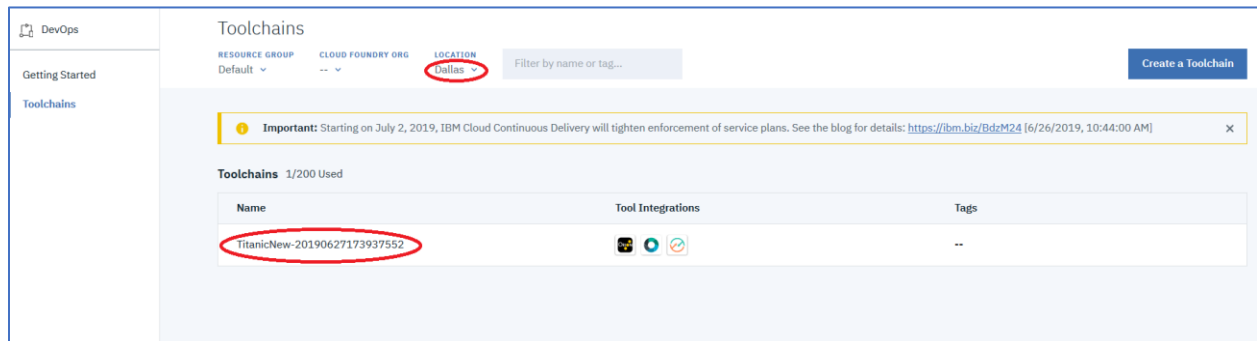 DevOps
Getting Started
Toolchains
Toolchains
RESOURCE GROUP CLOUD FOUNDRY ORG LOCATION
Default -- Dallas Filter by name or tag... Create a Toolchain
Important: Starting on July 2, 2019, IBM Cloud Continuous Delivery will tighten enforcement of service plans. See the blog for details: https://ibm.biz/BdzM24 [6/26/2019, 10:44:00 AM]
Toolchains 1/200 Used
Name Tool Integrations Tags
TitanicNew-20190627173937552 --